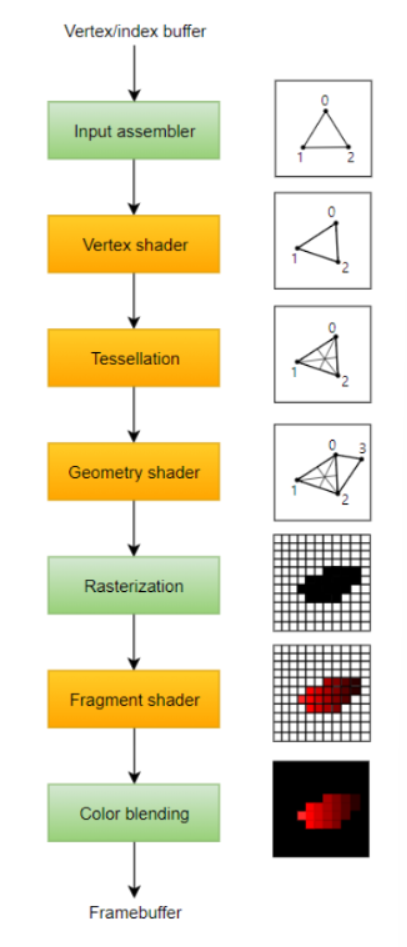 Vertex/index buffer
Input assembler
0
1 2
Vertex shader
0
1
2
Tessellation
0
1
2
Geometry shader
0 3
1
2
Rasterization
Fragment shader
Color blending
Framebuffer